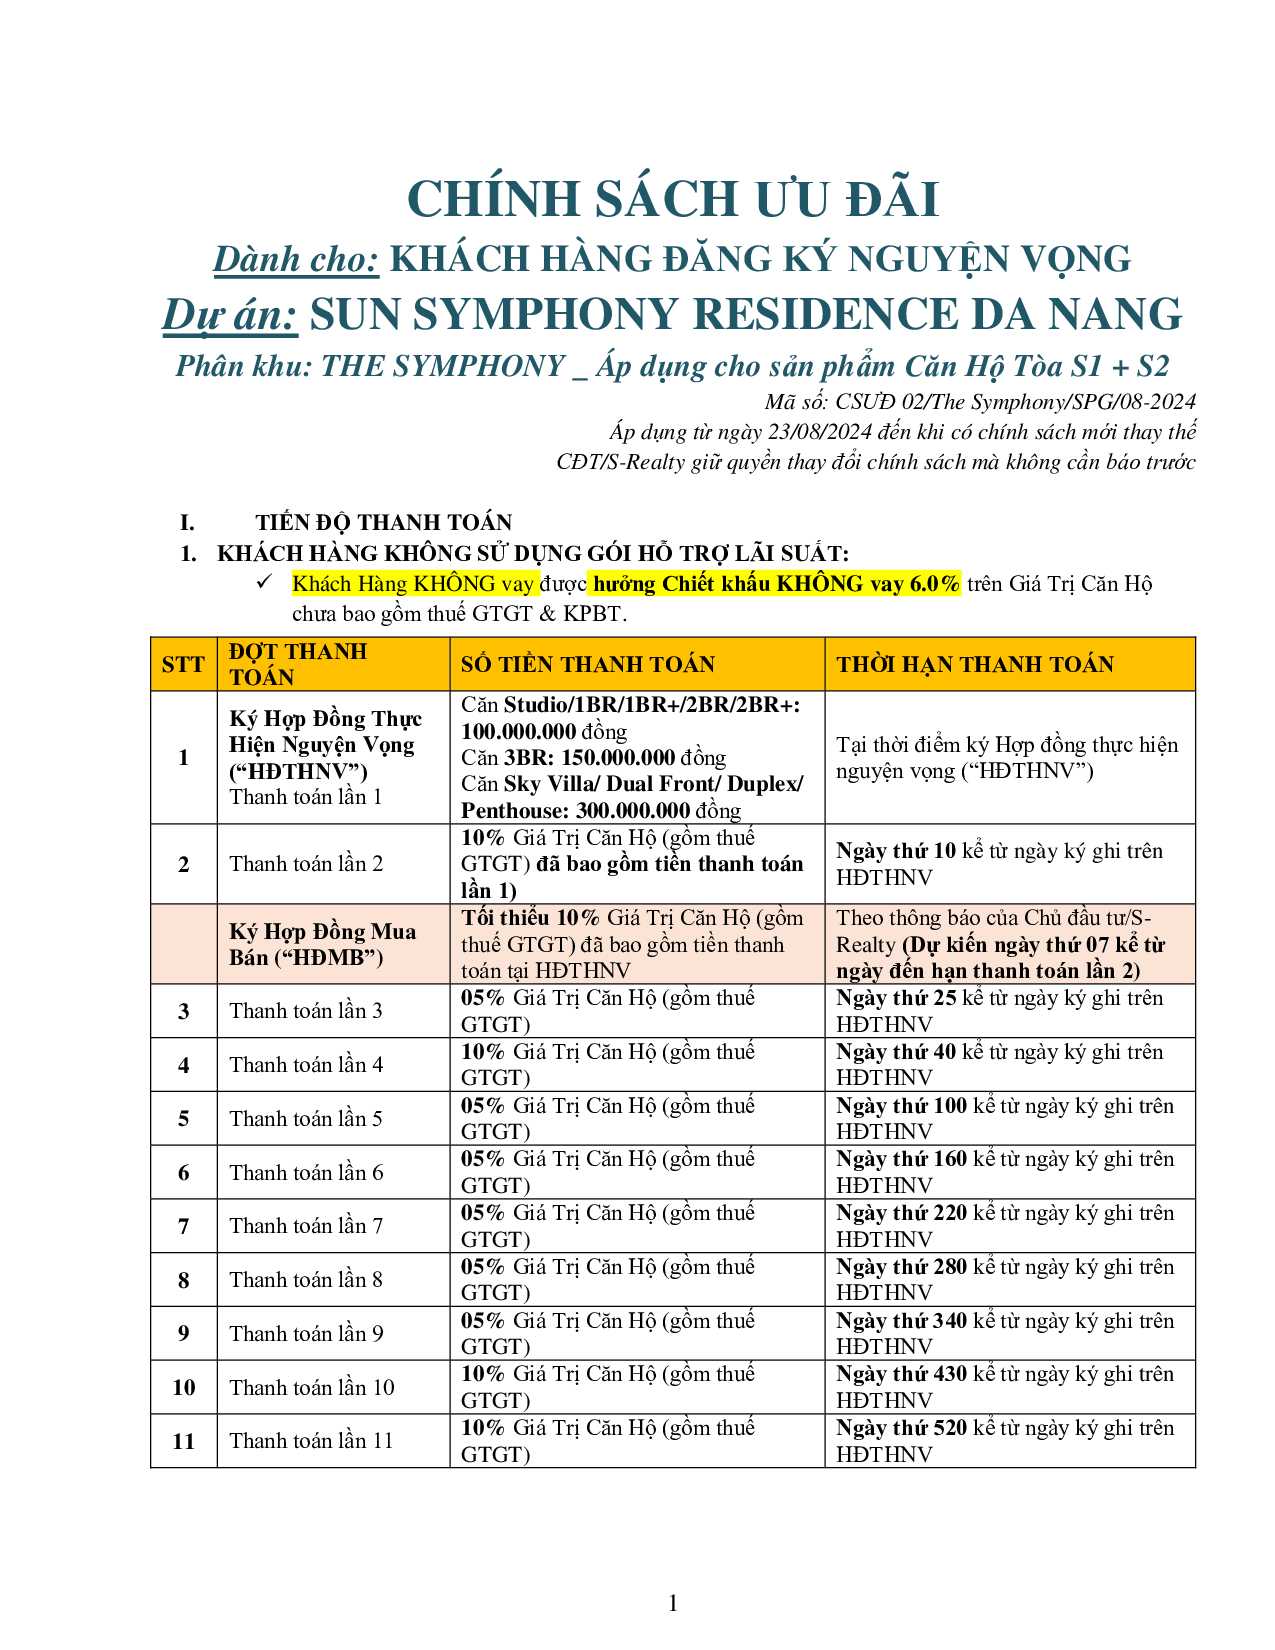 CHÍNH SÁCH ƯU ĐÃI
Dành cho: KHÁCH HÀNG ĐĂNG KÝ NGUYỆN VỌNG
Dự án: SUN SYMPHONY RESIDENCE DA NANG
Phân khu: THE SYMPHONY _ Áp dụng cho sản phẩm Căn Hộ Tòa S1 + S2
Mã số: CSƯĐ 02/The Symphony/SPG/08-2024
Áp dụng từ ngày 23/08/2024 đến khi có chính sách mới thay thế
CĐT/S-Realty giữ quyền thay đổi chính sách mà không cần báo trước
I. TIẾN ĐỘ THANH TOÁN
1. KHÁCH HÀNG KHÔNG SỬ DỤNG GÓI HỖ TRỢ LÃI SUẤT:
✓ Khách Hàng KHÔNG vay được hưởng Chiết khấu KHÔNG vay 6.0% trên Giá Trị Căn Hộ
chưa bao gồm thuế GTGT & KPBT.
STT
ĐỢT THANH
TOÁN
SỐ TIỀN THANH TOÁN
THỜI HẠN THANH TOÁN
1
Ký Hợp Đồng Thực
Hiện Nguyện Vọng
(“HĐTHNV”)
Thanh toán lần 1
Căn Studio/1BR/1BR+/2BR/2BR+:
100.000.000 đồng
Căn 3BR: 150.000.000 đồng
Căn Sky Villa/ Dual Front/ Duplex/
Penthouse: 300.000.000 đồng
Tại thời điểm ký Hợp đồng thực hiện
nguyện vọng (“HĐTHNV”)
2
Thanh toán lần 2
10% Giá Trị Căn Hộ (gồm thuế
GTGT) đã bao gồm tiền thanh toán
lần 1)
Ngày thứ 10 kể từ ngày ký ghi trên
HĐTHNV
Ký Hợp Đồng Mua
Bán (“HĐMB”)
Tối thiểu 10% Giá Trị Căn Hộ (gồm
thuế GTGT) đã bao gồm tiền thanh
toán tại HĐTHNV
Theo thông báo của Chủ đầu tư/S-
Realty (Dự kiến ngày thứ 07 kể từ
ngày đến hạn thanh toán lần 2)
3
Thanh toán lần 3
05% Giá Trị Căn Hộ (gồm thuế
GTGT)
Ngày thứ 25 kể từ ngày ký ghi trên
HĐTHNV
4
Thanh toán lần 4
10% Giá Trị Căn Hộ (gồm thuế
GTGT)
Ngày thứ 40 kể từ ngày ký ghi trên
HĐTHNV
5
Thanh toán lần 5
05% Giá Trị Căn Hộ (gồm thuế
GTGT)
Ngày thứ 100 kể từ ngày ký ghi trên
HĐTHNV
6
Thanh toán lần 6
05% Giá Trị Căn Hộ (gồm thuế
GTGT)
Ngày thứ 160 kể từ ngày ký ghi trên
HĐTHNV
7
Thanh toán lần 7
05% Giá Trị Căn Hộ (gồm thuế
GTGT)
Ngày thứ 220 kể từ ngày ký ghi trên
HĐTHNV
8
Thanh toán lần 8
05% Giá Trị Căn Hộ (gồm thuế
GTGT)
Ngày thứ 280 kể từ ngày ký ghi trên
HĐTHNV
9
Thanh toán lần 9
05% Giá Trị Căn Hộ (gồm thuế
GTGT)
Ngày thứ 340 kể từ ngày ký ghi trên
HĐTHNV
10
Thanh toán lần 10
10% Giá Trị Căn Hộ (gồm thuế
GTGT)
Ngày thứ 430 kể từ ngày ký ghi trên
HĐTHNV
11
Thanh toán lần 11
10% Giá Trị Căn Hộ (gồm thuế
GTGT)
Ngày thứ 520 kể từ ngày ký ghi trên
HĐTHNV
1